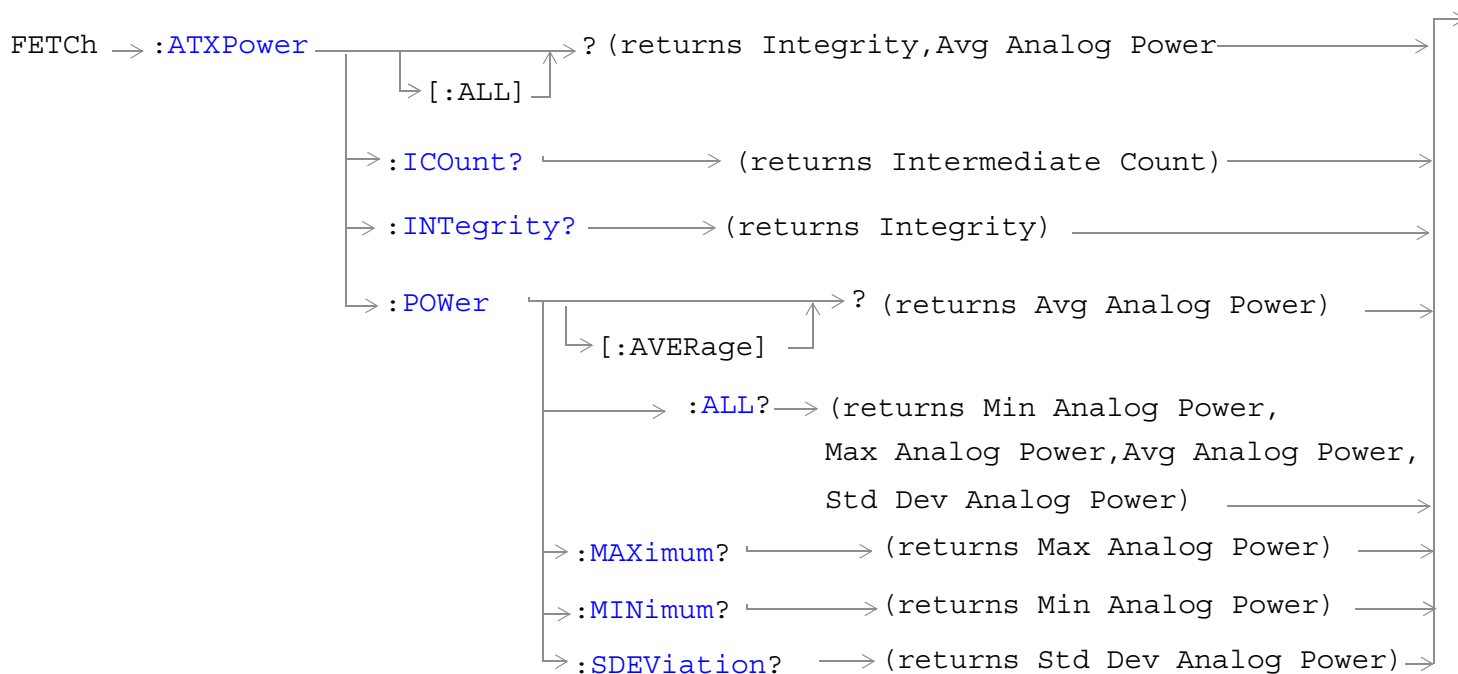 FETCh :ATXPower ? (returns Integrity,Avg Analog Power
[:ALL]
:ICOunt? (returns Intermediate Count)
:INTegrity? (returns Integrity)
:POWer ? (returns Avg Analog Power)
[:AVERage]
:ALL? (returns Min Analog Power,
Max Analog Power,Avg Analog Power,
Std Dev Analog Power)
:MAXimum? (returns Max Analog Power)
:MINimum? (returns Min Analog Power)
:SDEViation? (returns Std Dev Analog Power)